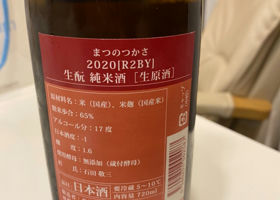 まつのつかさ
2020[R2BY]
生酛 純米酒 [生原酒]
原材料名：米（国産）、米麹（国産米）
精米歩合：65%
アルコール分：17度
日本酒度：-1
酸度：1.6
使用酵母：無添加（蔵付酵母）
杜氏：石田 敬三
日本酒
要冷蔵 5～10℃
内容量 720ml